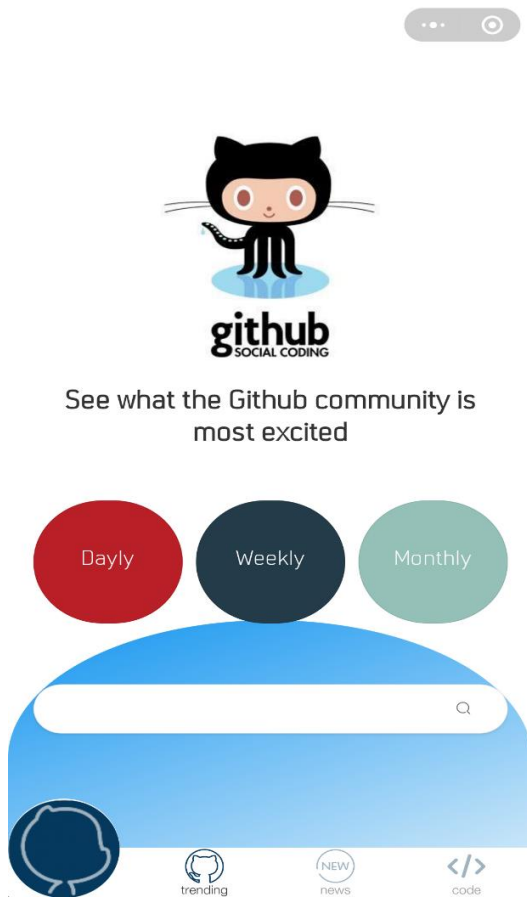 github
SOCIAL CODING
See what the Github community is
most excited
Dayly
Weekly
Monthly
trending
NEW
news
</>
code